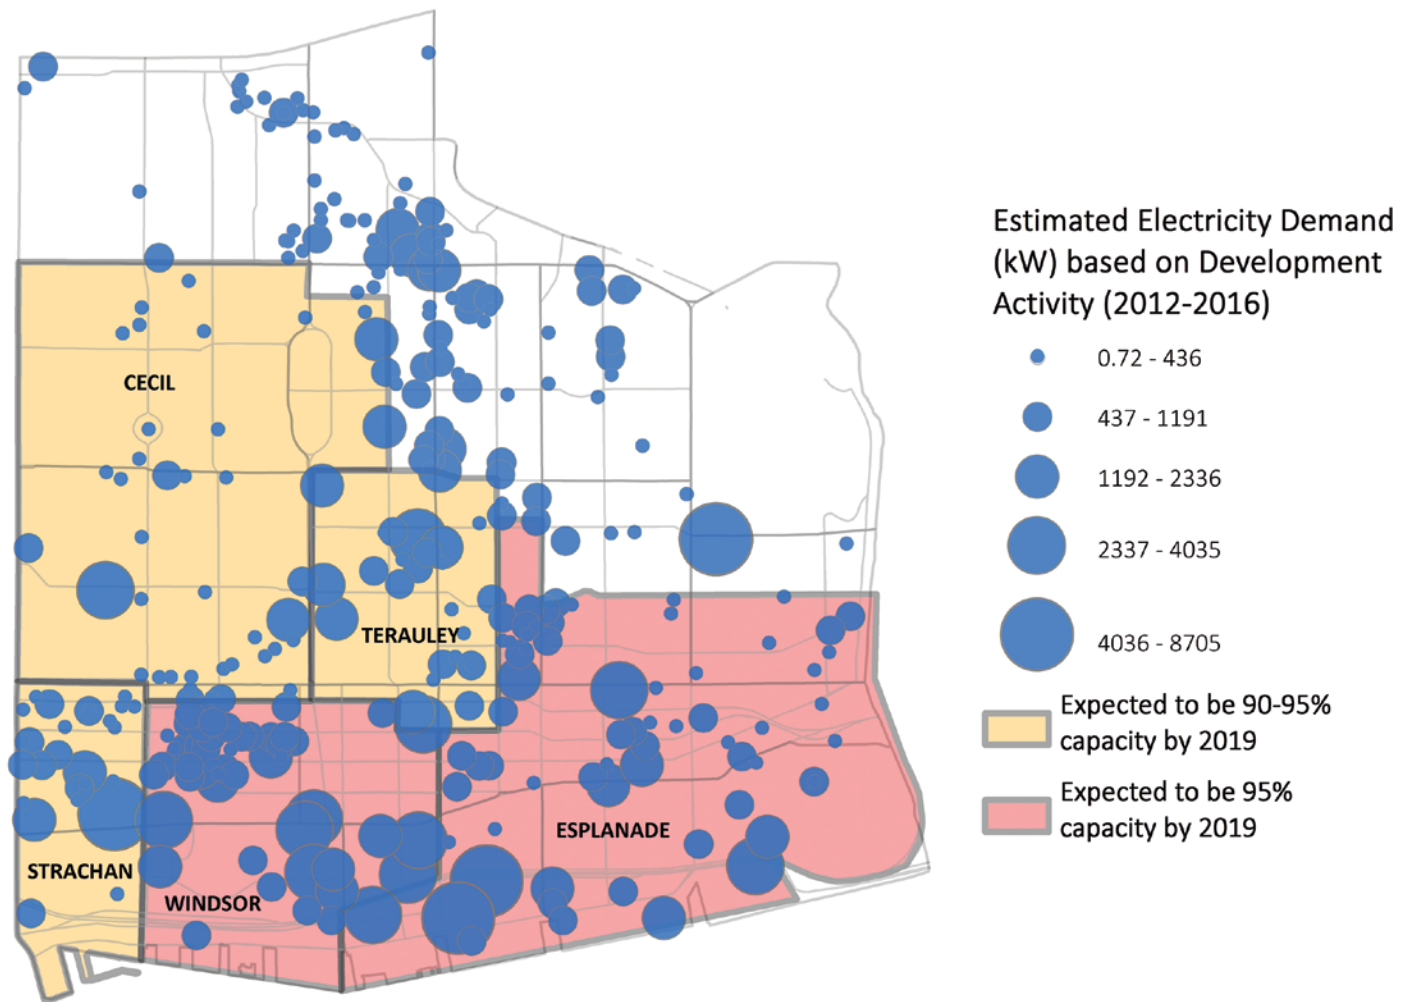 Estimated Electricity Demand
(kW) based on Development
Activity (2012-2016)
0.72 - 436
437 - 1191
1192 - 2336
2337 - 4035
4036 - 8705
Expected to be 90-95%
capacity by 2019
Expected to be 95%
capacity by 2019
CECIL
TERAULEY
ESPLANADE
STRACHAN
WINDSOR